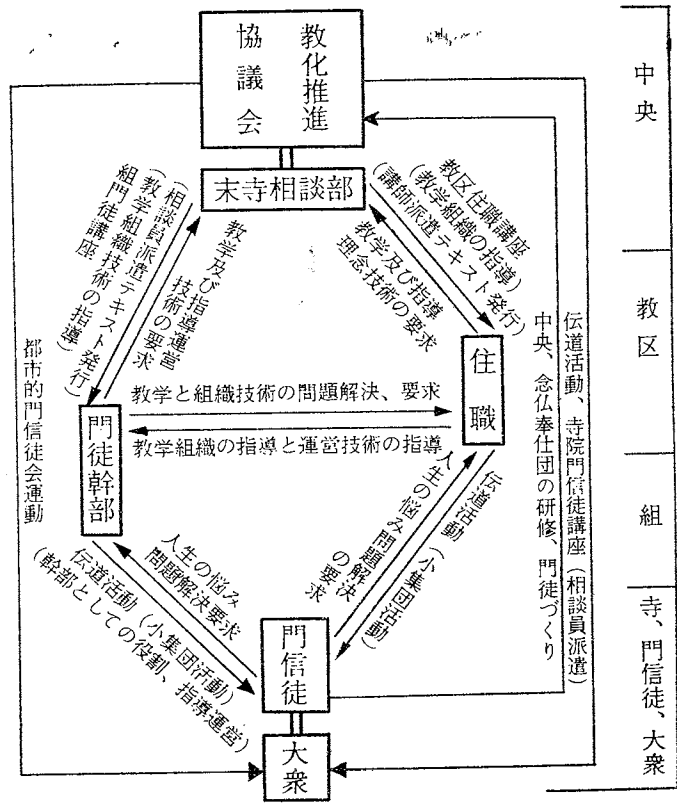 教化推進
協議会
末寺相談部
中央
教区
組
寺、門信徒、大衆
教区住職講座
(教学組織の指導)
(講師派遣テキスト発行)
教学及び指導
理念技術の要求
住職
(相談員派遣テキスト発行)
(教学組織技術の指導)
組門徒講座
教学及び指導運営
技術の要求
門徒幹部
教学と組織技術の問題解決、要求
教学組織の指導と運営技術の指導
都市的門信徒会運動
伝道活動、寺院門信徒講座(相談員派遣)
中央、念仏奉仕団の研修、門徒づくり
人生の悩み
問題解決要求
伝道活動(小集団活動)
(幹部としての役割、指導運営)
伝道活動(小集団活動)
人生の悩み問題解決
の要求
門信徒
大衆